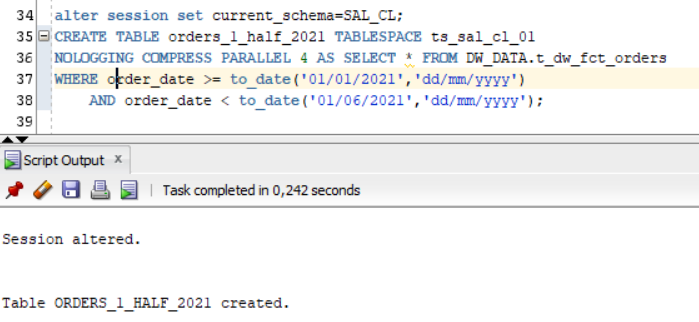 34 alter session set current_schema=SAL_CL;
35 CREATE TABLE orders_1_half_2021 TABLESPACE ts_sal_cl_01
36 NOLOGGING COMPRESS PARALLEL 4 AS SELECT * FROM DW_DATA.t_dw_fct_orders
37 WHERE order_date >= to_date('01/01/2021','dd/mm/yyyy')
38 AND order_date < to_date('01/06/2021','dd/mm/yyyy');
39
Script Output x
Task completed in 0,242 seconds
Session altered.
Table ORDERS_1_HALF_2021 created.